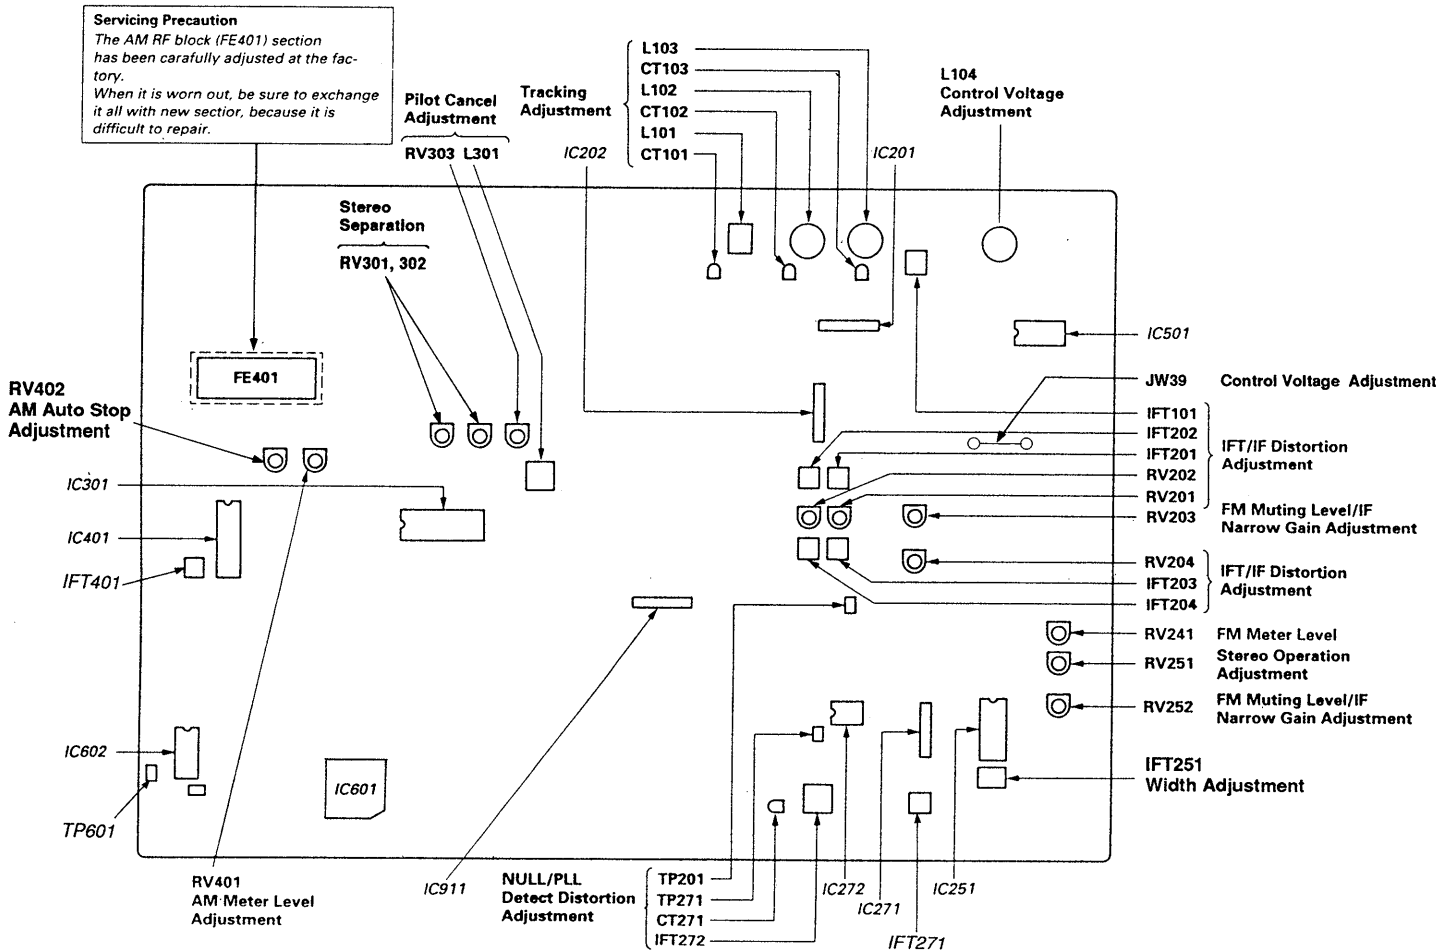 Servicing Precaution
The AM RF block (FE401) section
has been carafully adjusted at the fac-
tory.
When it is worn out, be sure to exchange
it all with new sectior, because it is
difficult to repair.
Pilot Cancel
Adjustment
RV303 L301
Tracking
Adjustment
L103
CT103
L102
CT102
L101
CT101
IC202
IC201
L104
Control Voltage
Adjustment
Stereo
Separation
RV301, 302
FE401
RV402
AM Auto Stop
Adjustment
IC301
IC401
IFT401
IC602
TP601
IC601
RV401
AM Meter Level
Adjustment
IC911
NULL/PLL
Detect Distortion
Adjustment
TP201
TP271
CT271
IFT272
IC272
IC271
IFT271
IC251
IC501
JW39 Control Voltage Adjustment
IFT101
IFT202
IFT201
RV202
RV201
IFT/IF Distortion
Adjustment
RV203 FM Muting Level/IF
Narrow Gain Adjustment
RV204
IFT203
IFT204
IFT/IF Distortion
Adjustment
RV241 FM Meter Level
RV251 Stereo Operation
Adjustment
RV252 FM Muting Level/IF
Narrow Gain Adjustment
IFT251
Width Adjustment